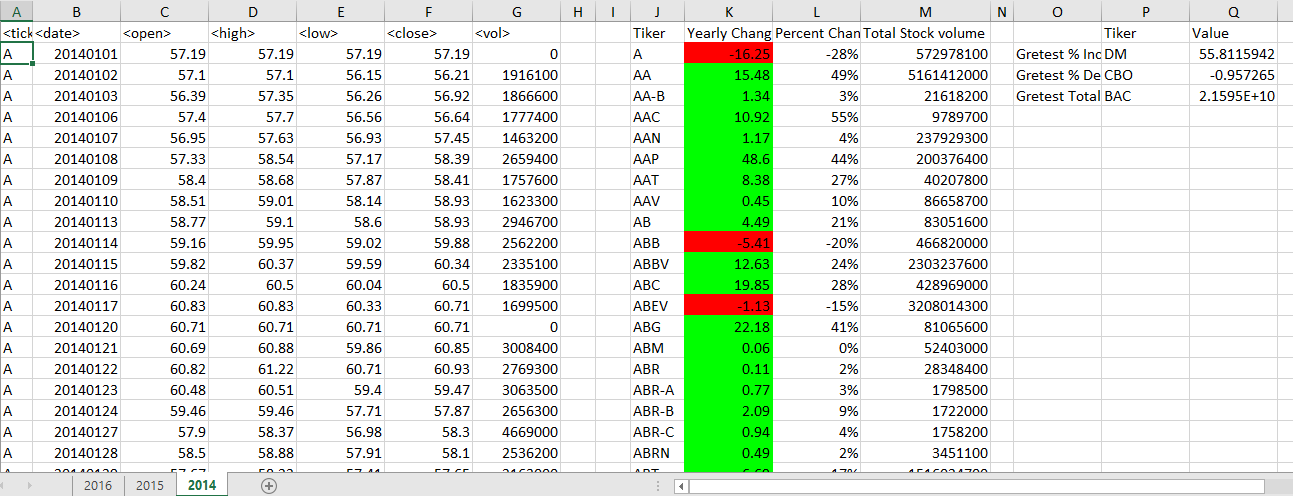 A B C D E F G H I J K L M N O P Q
<tick <date> <open> <high> <low> <close> <vol> Tiker Yearly Chang Percent Chan Total Stock volume Tiker Value
A 20140101 57.19 57.19 57.19 57.19 0 A -16.25 -28% 572978100 Gretest % Inc DM 55.8115942
A 20140102 57.1 57.1 56.15 56.21 1916100 AA 15.48 49% 5161412000 Gretest % De CBO -0.957265
A 20140103 56.39 57.35 56.26 56.92 1866600 AA-B 1.34 3% 21618200 Gretest Total BAC 2.1595E+10
A 20140106 57.4 57.7 56.56 56.64 1777400 AAC 10.92 55% 9789700
A 20140107 56.95 57.63 56.93 57.45 1463200 AAN 1.17 4% 237929300
A 20140108 57.33 58.54 57.17 58.39 2659400 AAP 48.6 44% 200376400
A 20140109 58.4 58.68 57.87 58.41 1757600 AAT 8.38 27% 40207800
A 20140110 58.51 59.01 58.14 58.93 1623300 AAV 0.45 10% 86658700
A 20140113 58.77 59.1 58.6 58.93 2946700 AB 4.49 21% 83051600
A 20140114 59.16 59.95 59.02 59.88 2562200 ABB -5.41 -20% 466820000
A 20140115 59.82 60.37 59.59 60.34 2335100 ABBV 12.63 24% 2303237600
A 20140116 60.24 60.5 60.04 60.5 1835900 ABC 19.85 28% 428969000
A 20140117 60.83 60.83 60.33 60.71 1699500 ABEV -1.13 -15% 3208014300
A 20140120 60.71 60.71 60.71 60.71 0 ABG 22.18 41% 81065600
A 20140121 60.69 60.88 59.86 60.85 3008400 ABM 0.06 0% 52403000
A 20140122 60.82 61.22 60.71 60.93 2769300 ABR 0.11 2% 28348400
A 20140123 60.48 60.51 59.4 59.47 3063500 ABR-A 0.77 3% 1798500
A 20140124 59.46 59.46 57.71 57.87 2656300 ABR-B 2.09 9% 1722000
A 20140127 57.9 58.37 56.98 58.3 4669000 ABR-C 0.94 4% 1758200
A 20140128 58.5 58.88 57.91 58.1 2536200 ABRN 0.49 2% 3451100
2016 2015 2014